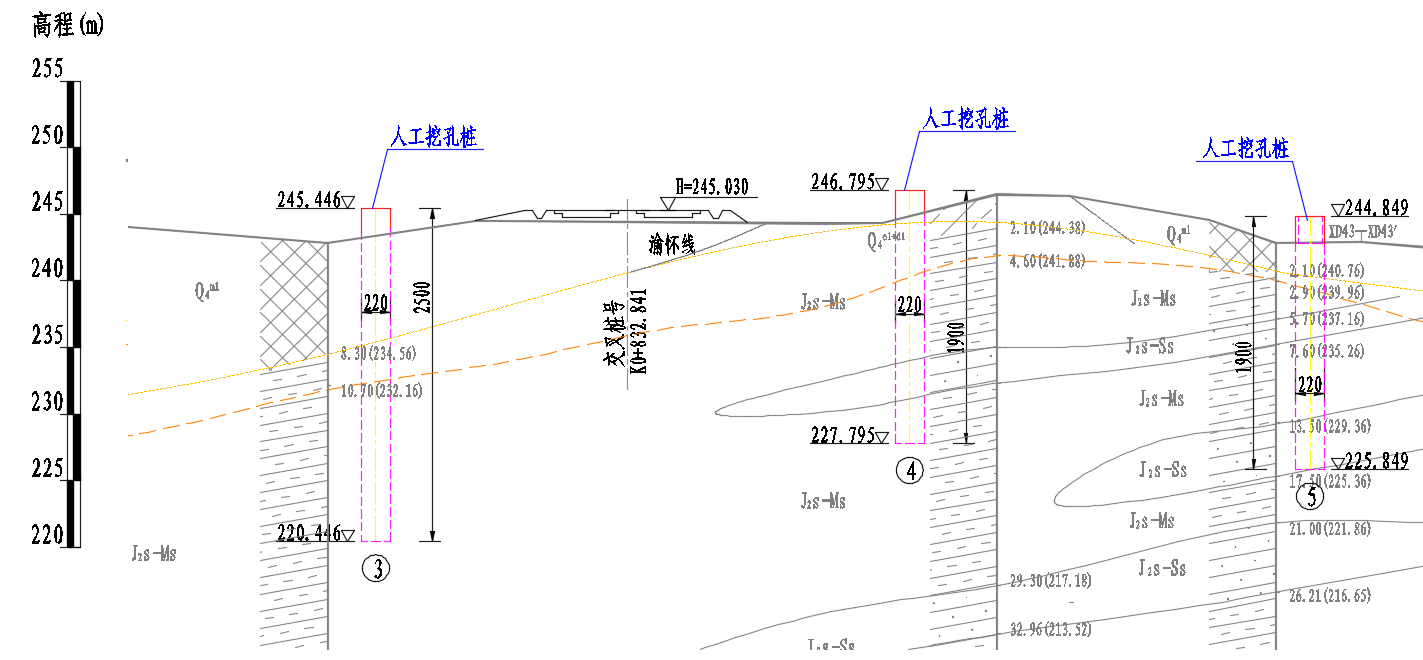 高程(m)
255
250
245
240
235
230
225
220
人工挖孔桩
245.446
220
2500
8.30(234.56)
10.70(232.16)
220.446
3
J₂s-Ms
H=245.030
渝怀线
交叉桩号
K0+832.841
人工挖孔桩
246.795
J₂s-Ms
220
1900
227.795
4
J₂s-Ms
J₂s-Ss
2.10(244.38)
4.60(241.88)
29.30(217.18)
32.96(213.52)
J₂s-Ms
J₂s-Ss
J₂s-Ms
J₂s-Ss
J₂s-Ms
J₂s-Ss
人工挖孔桩
244.849
XD43—XD43′
2.10(240.76)
2.90(239.96)
5.70(237.16)
7.60(235.26)
1900
220
13.50(229.36)
225.849
17.50(225.36)
5
21.00(221.86)
26.21(216.65)